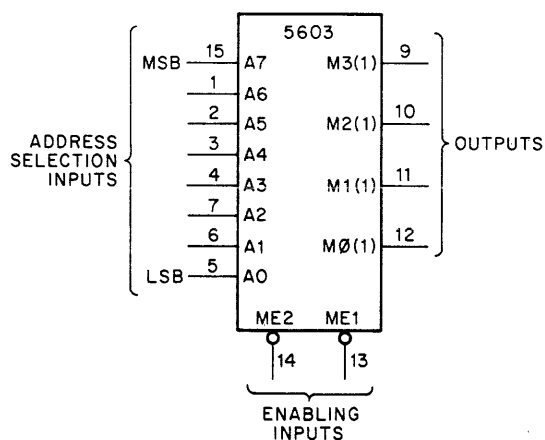 5603
MSB 15 A7 M3(1) 9
1 A6
2 A5 M2(1) 10
3 A4
4 A3 M1(1) 11
7 A2
6 A1 MØ(1) 12
LSB 5 A0
ADDRESS
SELECTION
INPUTS
OUTPUTS
ME2 ME1
14 13
ENABLING
INPUTS